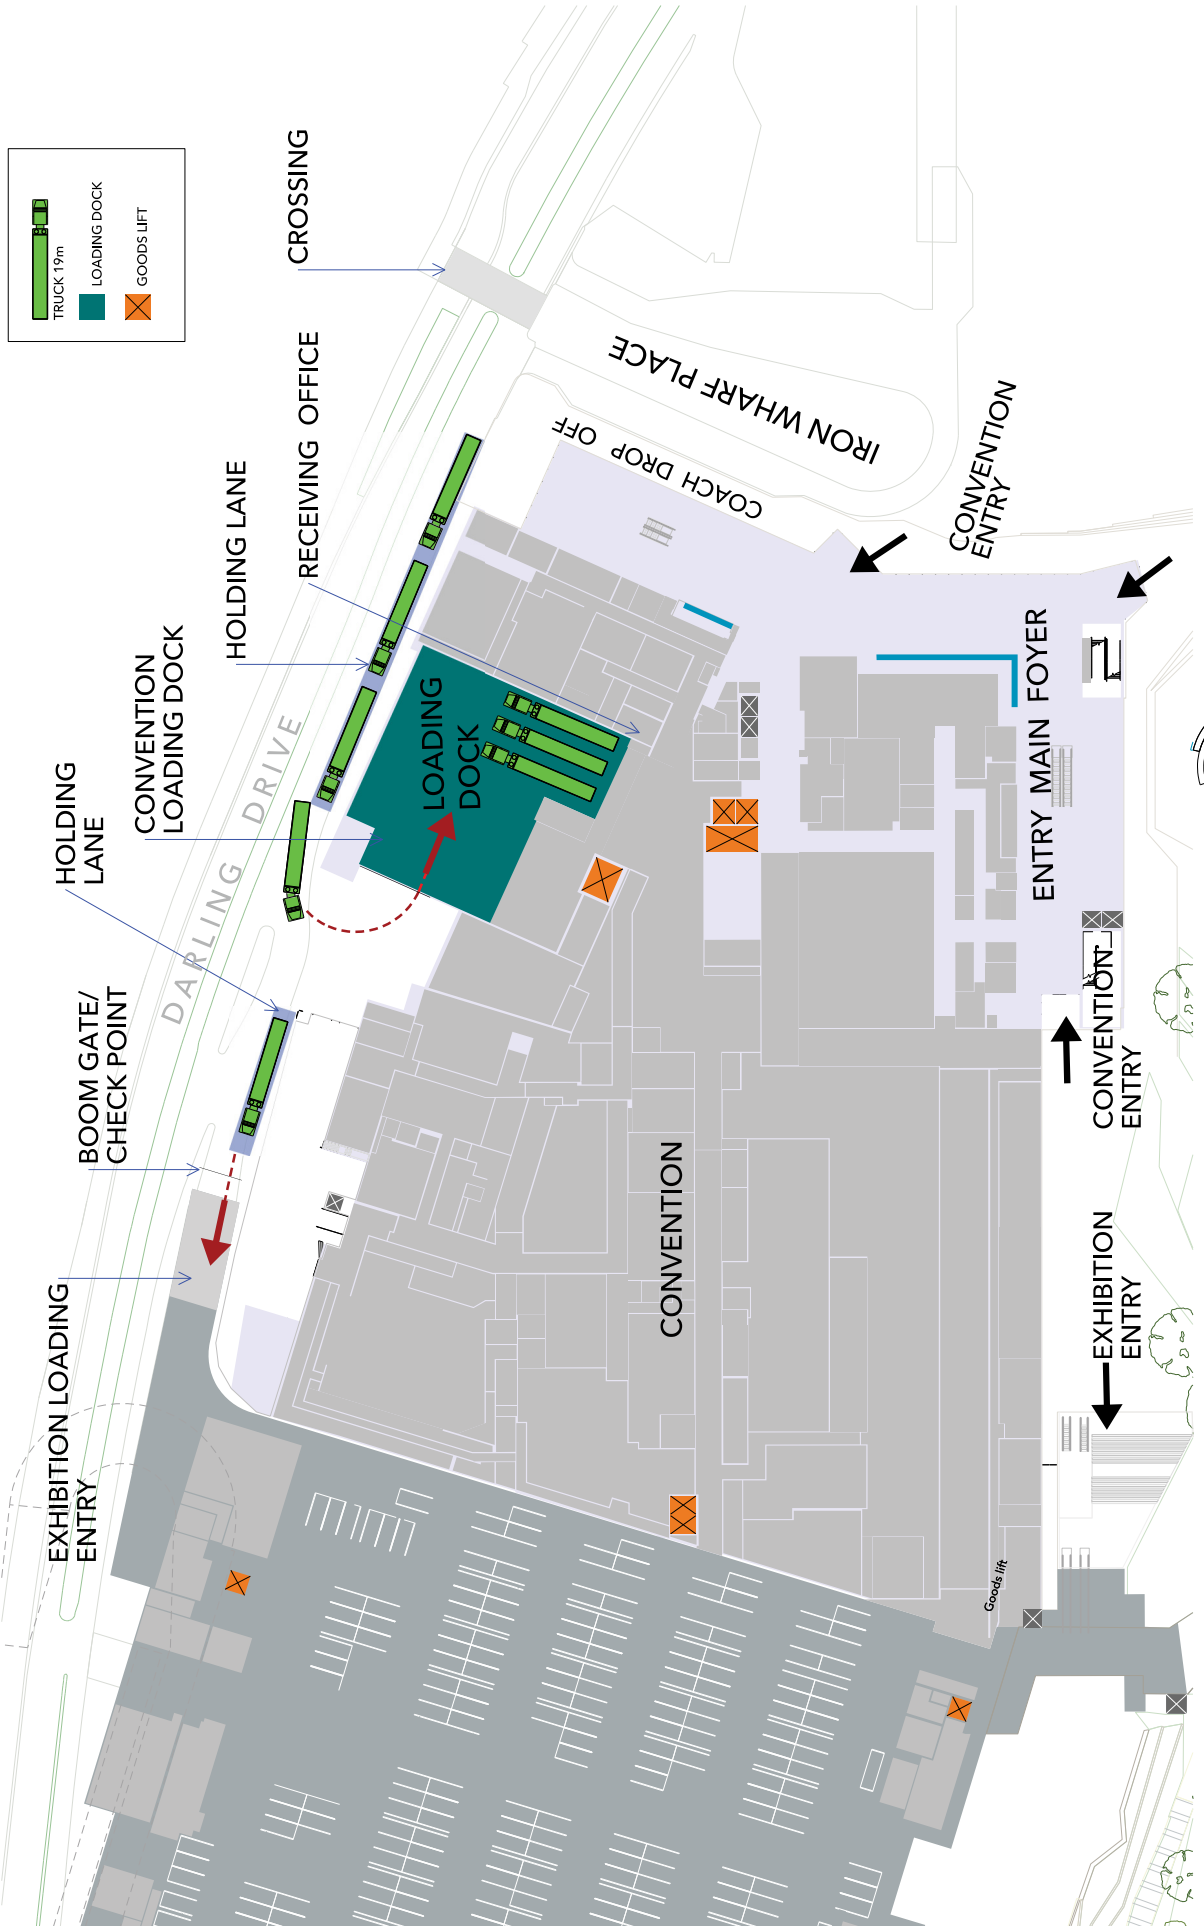 TRUCK 19m
LOADING DOCK
GOODS LIFT
CROSSING
RECEIVING OFFICE
HOLDING LANE
CONVENTION
LOADING DOCK
HOLDING
LANE
BOOM GATE/
CHECK POINT
EXHIBITION LOADING
ENTRY
DARLING DRIVE
LOADING
DOCK
IRON WHARF PLACE
COACH DROP OFF
CONVENTION
ENTRY
ENTRY MAIN FOYER
CONVENTION
ENTRY
CONVENTION
EXHIBITION
ENTRY
Goods lift